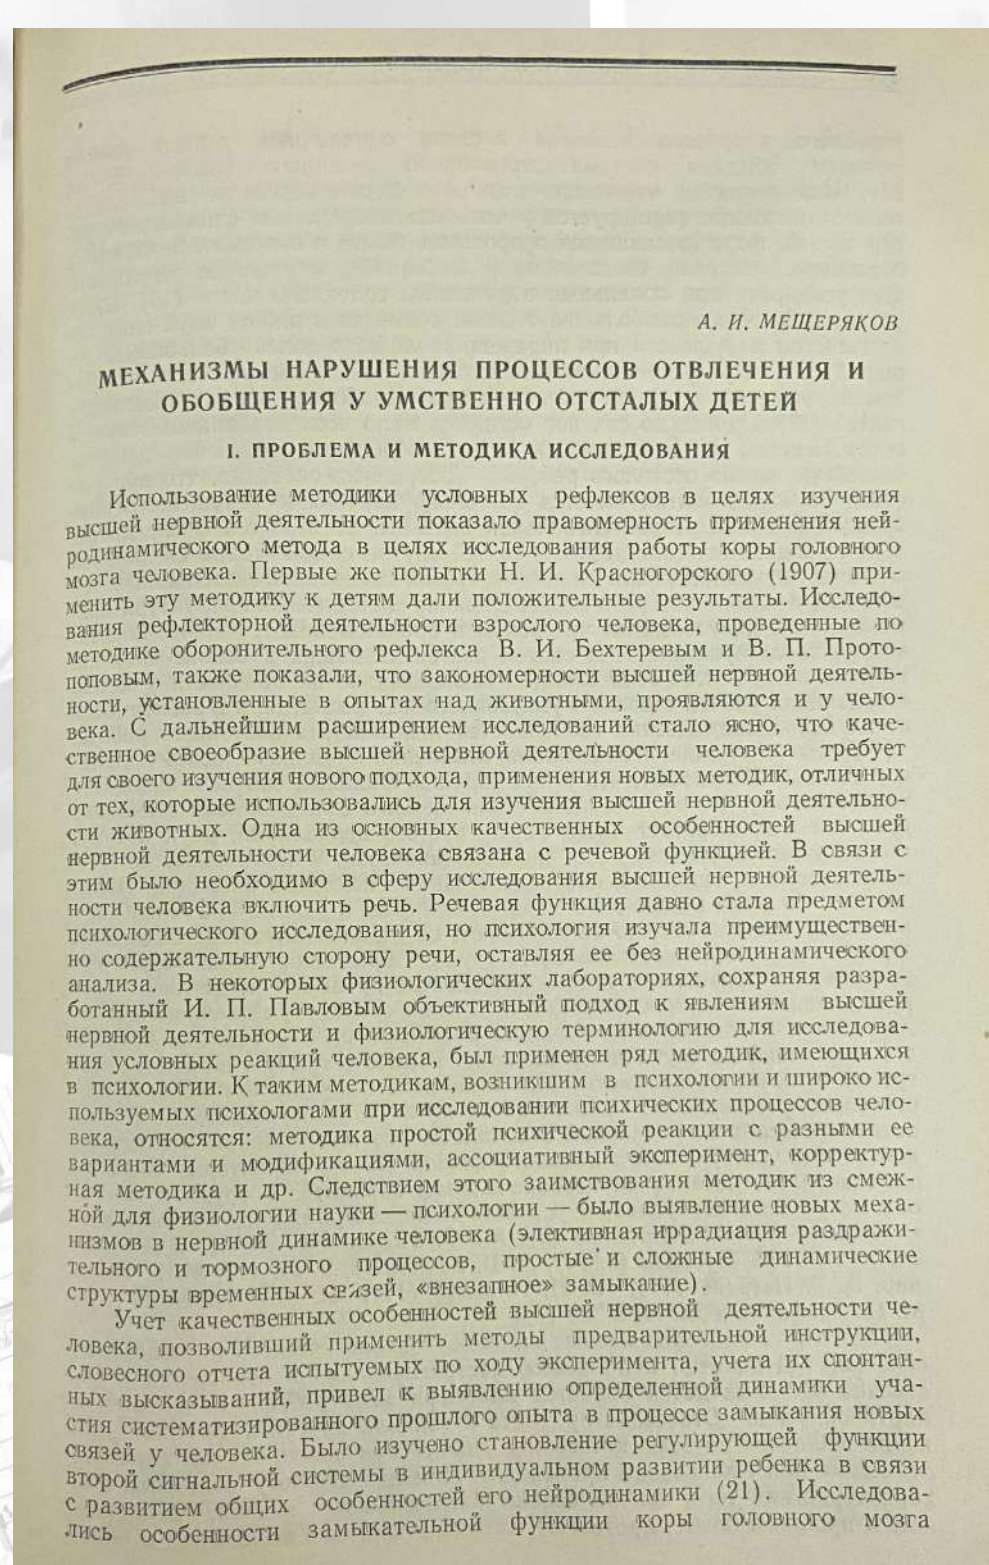 А. И. МЕЩЕРЯКОВ
МЕХАНИЗМЫ НАРУШЕНИЯ ПРОЦЕССОВ ОТВЛЕЧЕНИЯ И
ОБОБЩЕНИЯ У УМСТВЕННО ОТСТАЛЫХ ДЕТЕЙ
I. ПРОБЛЕМА И МЕТОДИКА ИССЛЕДОВАНИЯ
Использование методики условных рефлексов в целях изучения
высшей нервной деятельности показало правомерность применения ней-
родинамического метода в целях исследования работы коры головного
мозга человека. Первые же попытки Н. И. Красногорского (1907) при-
менить эту методику к детям дали положительные результаты. Исследо-
вания рефлекторной деятельности взрослого человека, проведенные по
методике оборонительного рефлекса В. И. Бехтеревым и В. П. Прото-
поповым, также показали, что закономерности высшей нервной деятель-
ности, установленные в опытах над животными, проявляются и у чело-
века. С дальнейшим расширением исследований стало ясно, что каче-
ственное своеобразие высшей нервной деятельности человека требует
для своего изучения нового подхода, применения новых методик, отличных
от тех, которые использовались для изучения высшей нервной деятельно-
сти животных. Одна из основных качественных особенностей высшей
нервной деятельности человека связана с речевой функцией. В связи с
этим было необходимо в сферу исследования высшей нервной деятель-
ности человека включить речь. Речевая функция давно стала предметом
психологического исследования, но психология изучала преимуществен-
но содержательную сторону речи, оставляя ее без нейродинамического
анализа. В некоторых физиологических лабораториях, сохраняя разра-
ботанный И. П. Павловым объективный подход к явлениям высшей
нервной деятельности и физиологическую терминологию для исследова-
ния условных реакций человека, был применен ряд методик, имеющихся
в психологии. К таким методикам, возникшим в психологии и широко ис-
пользуемых психологами при исследовании психических процессов чело-
века, относятся: методика простой психической реакции с разными ее
вариантами и модификациями, ассоциативный эксперимент, корректур-
ная методика и др. Следствием этого заимствования методик из смеж-
ной для физиологии науки — психологии — было выявление новых меха-
низмов в нервной динамике человека (элективная иррадиация раздражи-
тельного и тормозного процессов, простые и сложные динамические
структуры временных связей, «внезапное» замыкание).
Учет качественных особенностей высшей нервной деятельности че-
ловека, позволивший применить методы предварительной инструкции,
словесного отчета испытуемых по ходу эксперимента, учета их спонтан-
ных высказываний, привел к выявлению определенной динамики уча-
стия систематизированного прошлого опыта в процессе замыкания новых
связей у человека. Было изучено становление регулирующей функции
второй сигнальной системы в индивидуальном развитии ребенка в связи
с развитием общих особенностей его нейродинамики (21). Исследова-
лись особенности замыкательной функции коры головного мозга